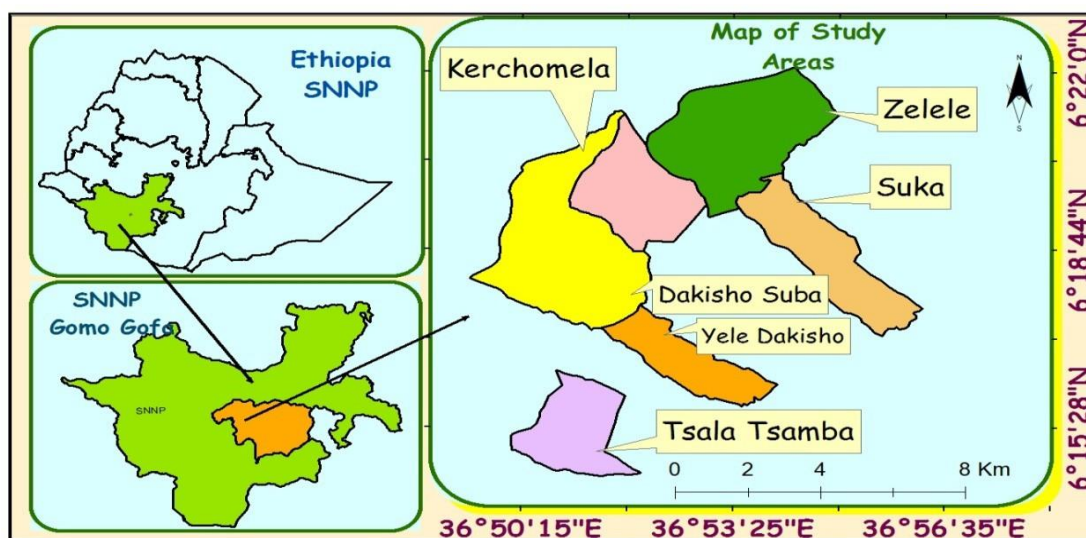 Ethiopia
SNNP
SNNP
Gomo Gofo
SNNP
Map of Study
Areas
N
S
Kerchomela
Zelele
Suka
Dakisho Suba
Yele Dakisho
Tsala Tsamba
0 2 4 8 Km
6°22'0"N
6°18'44"N
6°15'28"N
36°50'15"E 36°53'25"E 36°56'35"E